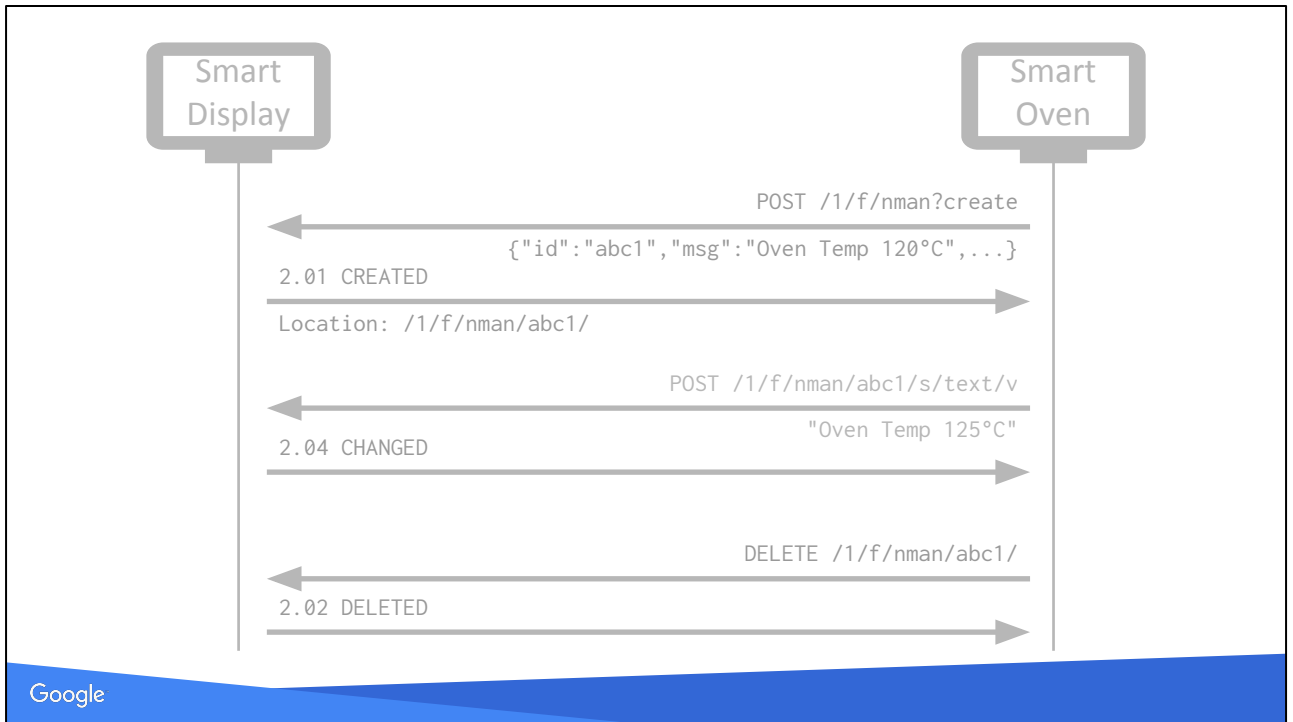 Smart
Display
Smart
Oven
POST /1/f/nman?create
{"id":"abc1","msg":"Oven Temp 120°C",...}
2.01 CREATED
Location: /1/f/nman/abc1/
POST /1/f/nman/abc1/s/text/v
"Oven Temp 125°C"
2.04 CHANGED
DELETE /1/f/nman/abc1/
2.02 DELETED
Google